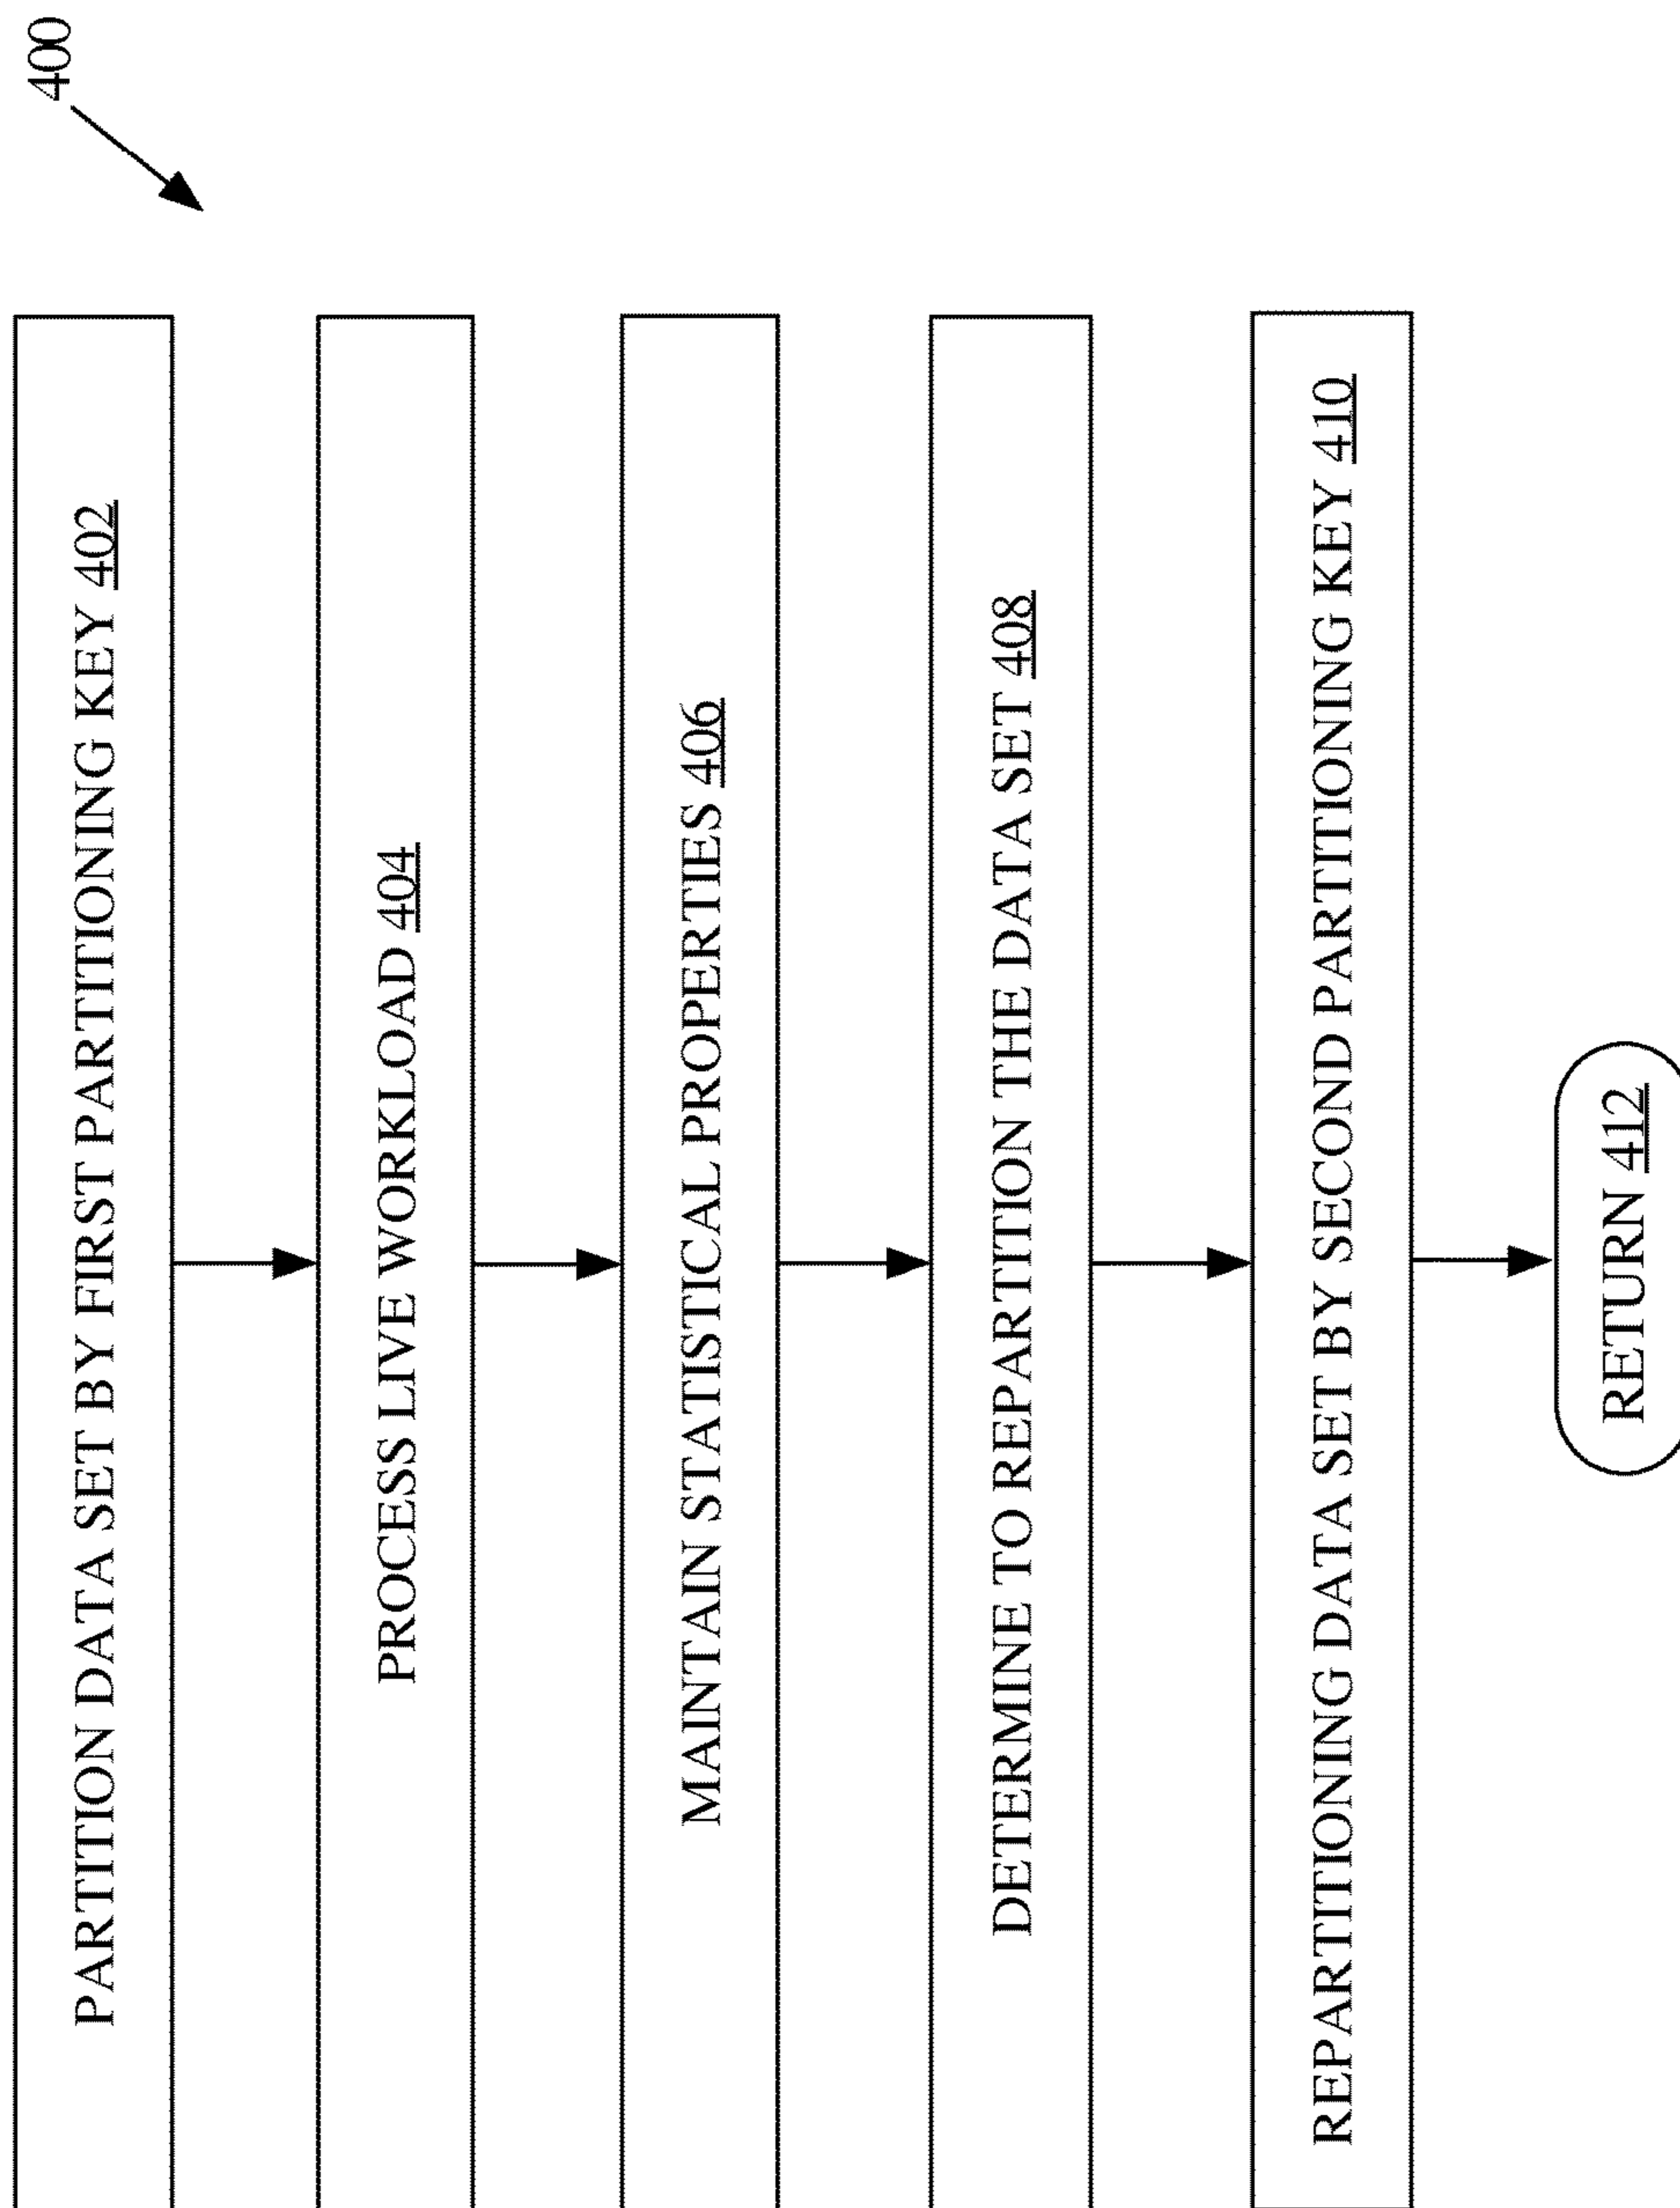 400
PARTITION DATA SET BY FIRST PARTITIONING KEY 402
PROCESS LIVE WORKLOAD 404
MAINTAIN STATISTICAL PROPERTIES 406
DETERMINE TO REPARTITION THE DATA SET 408
REPARTITIONING DATA SET BY SECOND PARTITIONING KEY 410
RETURN 412